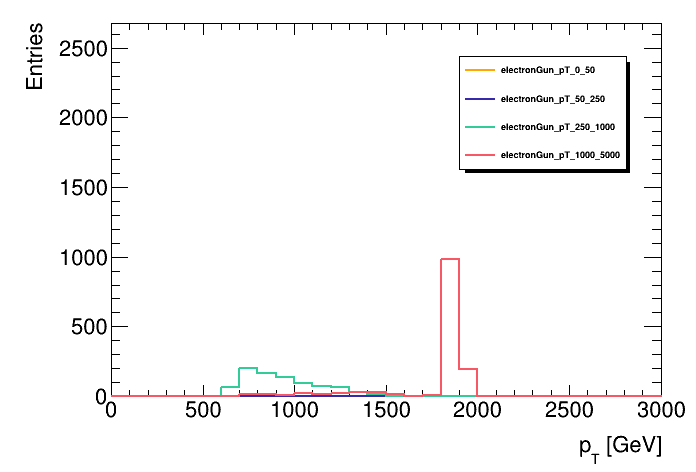 Entries
2500
2000
1500
1000
500
0
electronGun_pT_0_50
electronGun_pT_50_250
electronGun_pT_250_1000
electronGun_pT_1000_5000
0 500 1000 1500 2000 2500 3000
p_T [GeV]